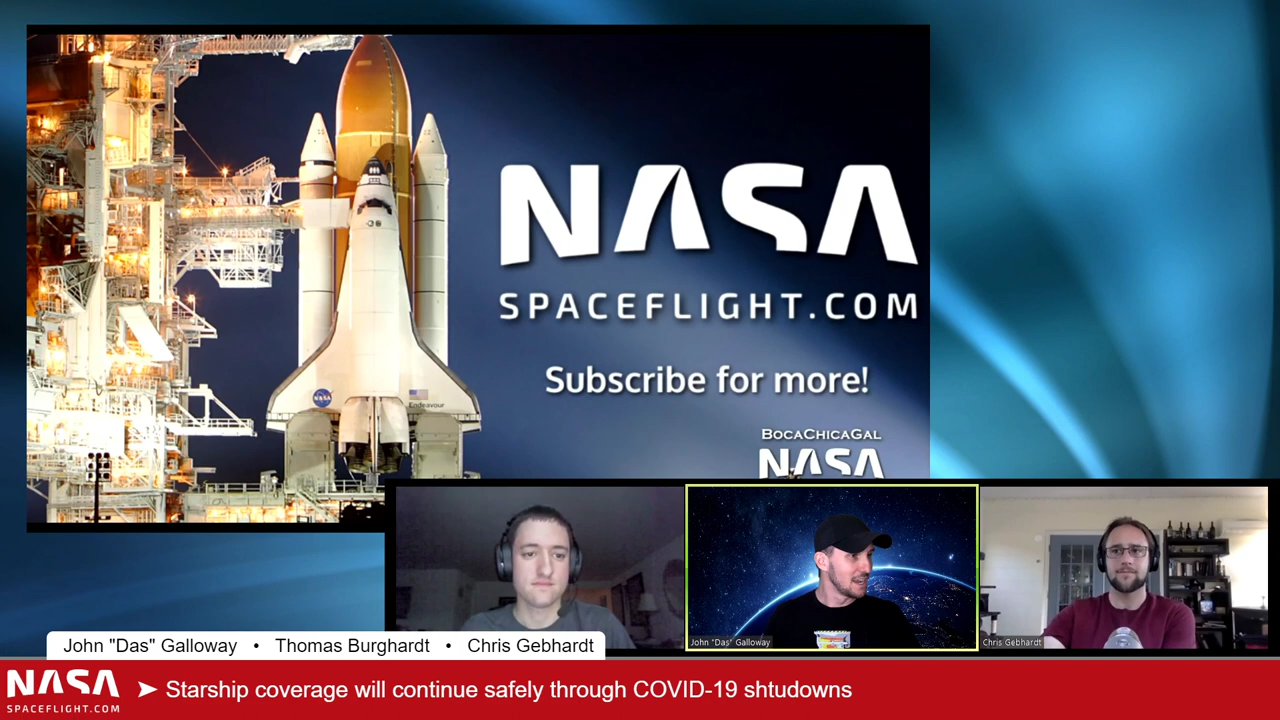 NASA
SPACEFLIGHT.COM
Subscribe for more!
BOCACHICAGAL
NASA
Endeavour
NASA
John "Das" Galloway
Chris Gebhardt
John "Das" Galloway • Thomas Burghardt • Chris Gebhardt
NASA
SPACEFLIGHT.COM
➤ Starship coverage will continue safely through COVID-19 shtudowns